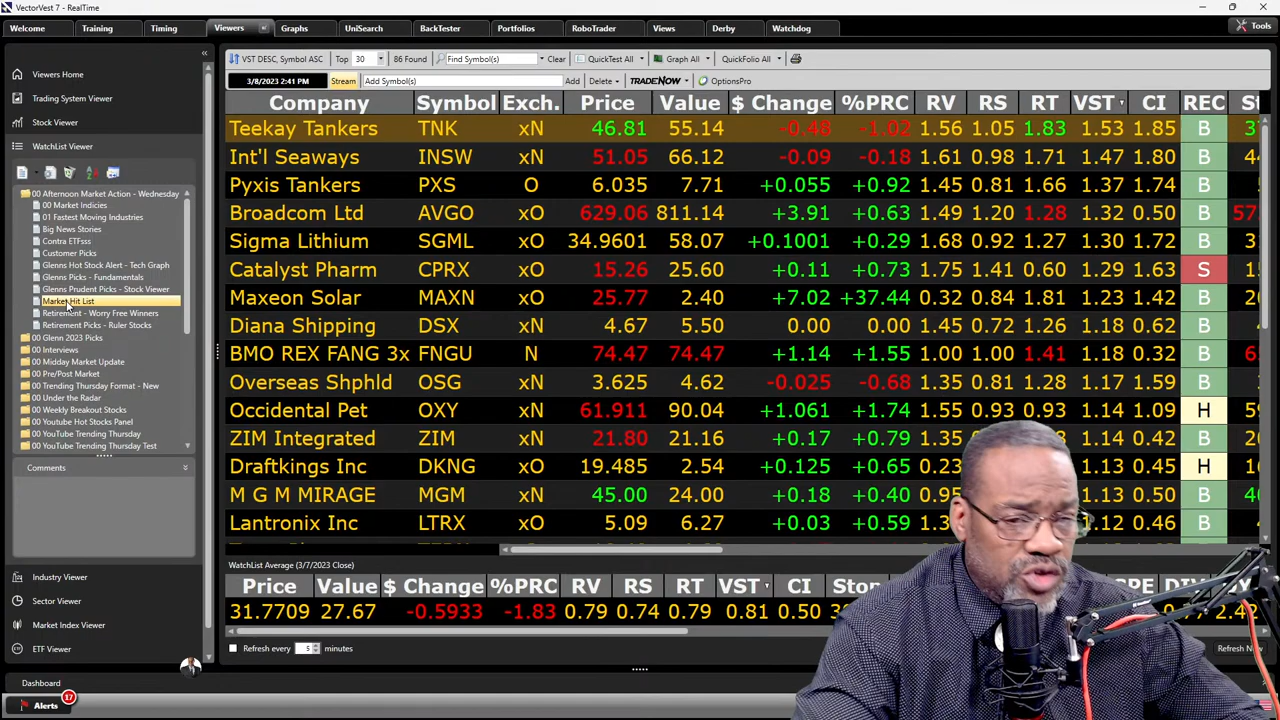 VectorVest 7 - RealTime
Welcome Training Timing Viewers Graphs UniSearch BackTester Portfolios RoboTrader Views Derby Watchdog Tools
VST DESC, Symbol ASC Top 30 86 Found Find Symbol(s) Clear QuickTest All Graph All QuickFolio All
3/8/2023 2:41 PM Stream Add Symbol(s) Add Delete TRADENOW OptionsPro
Viewers Home
Trading System Viewer
Stock Viewer
WatchList Viewer
00 Afternoon Market Action - Wednesday
00 Market Indicies
01 Fastest Moving Industries
Big News Stories
Contra ETFsss
Customer Picks
Glenns Hot Stock Alert - Tech Graph
Glenns Picks - Fundamentals
Glenns Prudent Picks - Stock Viewer
Market Hit List
Retirement - Worry Free Winners
Retirement Picks - Ruler Stocks
00 Glenn 2023 Picks
00 Interviews
00 Midday Market Update
00 Pre/Post Market
00 Trending Thursday Format - New
00 Under the Radar
00 Weekly Breakout Stocks
00 Youtube Hot Stocks Panel
00 YouTube Trending Thursday
00 YouTube Trending Thursday Test
Comments
Industry Viewer
Sector Viewer
Market Index Viewer
ETF Viewer
Dashboard
Alerts 17
Company Symbol Exch. Price Value $ Change %PRC RV RS RT VST CI REC St
Teekay Tankers TNK xN 46.81 55.14 -0.48 -1.02 1.56 1.05 1.83 1.53 1.85 B 3
Int'l Seaways INSW xN 51.05 66.12 -0.09 -0.18 1.61 0.98 1.71 1.47 1.80 B 4
Pyxis Tankers PXS O 6.035 7.71 +0.055 +0.92 1.45 0.81 1.66 1.37 1.74 B
Broadcom Ltd AVGO xO 629.06 811.14 +3.91 +0.63 1.49 1.20 1.28 1.32 0.50 B 57
Sigma Lithium SGML xO 34.9601 58.07 +0.1001 +0.29 1.68 0.92 1.27 1.30 1.72 B 3
Catalyst Pharm CPRX xO 15.26 25.60 +0.11 +0.73 1.75 1.41 0.60 1.29 1.63 S 1
Maxeon Solar MAXN xO 25.77 2.40 +7.02 +37.44 0.32 0.84 1.81 1.23 1.42 B 1
Diana Shipping DSX xN 4.67 5.50 0.00 0.00 1.25 0.89 1.26 1.18 0.62 B
BMO REX FANG 3x FNGU N 74.47 74.47 +1.14 +1.55 1.00 1.00 1.41 1.18 0.32 B 6
Overseas Shphld OSG xN 3.625 4.62 -0.025 -0.68 1.35 0.81 1.28 1.17 1.59 B
Occidental Pet OXY xN 61.911 90.04 +1.061 +1.74 1.55 0.93 0.93 1.14 1.09 H 5
ZIM Integrated ZIM xN 21.80 21.16 +0.17 +0.79 1.35 1.14 0.42 B 2
Draftkings Inc DKNG xO 19.485 2.54 +0.125 +0.65 0.23 1.13 0.45 H 1
M G M MIRAGE MGM xN 45.00 24.00 +0.18 +0.40 0.95 1.13 0.50 B 4
Lantronix Inc LTRX xO 5.09 6.27 +0.03 +0.59 1.12 0.46 B
WatchList Average (3/7/2023 Close)
Price Value $ Change %PRC RV RS RT VST CI Stop
31.7709 27.67 -0.5933 -1.83 0.79 0.74 0.79 0.81 0.50
Refresh every 5 minutes